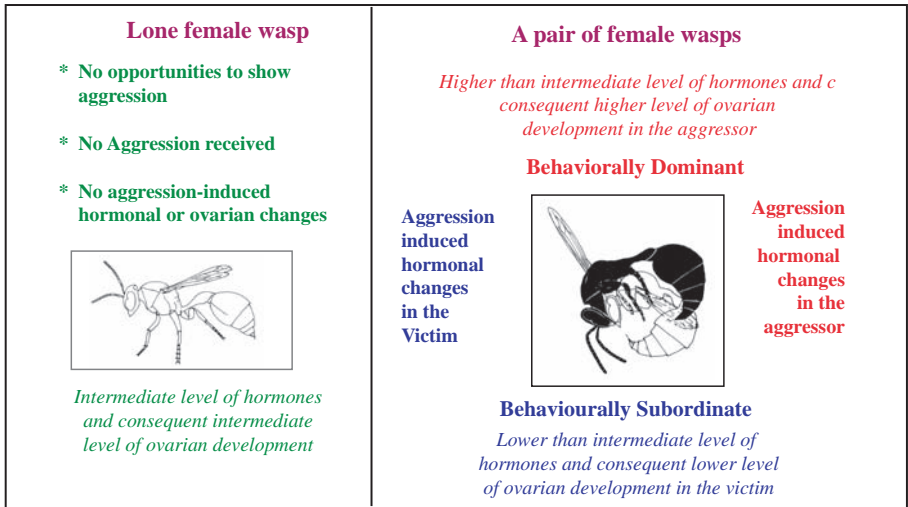 Lone female wasp
* No opportunities to show
aggression
* No Aggression received
* No aggression-induced
hormonal or ovarian changes
Intermediate level of hormones
and consequent intermediate
level of ovarian development
A pair of female wasps
Higher than intermediate level of hormones and c
consequent higher level of ovarian
development in the aggressor
Behaviorally Dominant
Aggression
induced
hormonal
changes
in the
Victim
Aggression
induced
hormonal
changes
in the
aggressor
Behaviourally Subordinate
Lower than intermediate level of
hormones and consequent lower level
of ovarian development in the victim